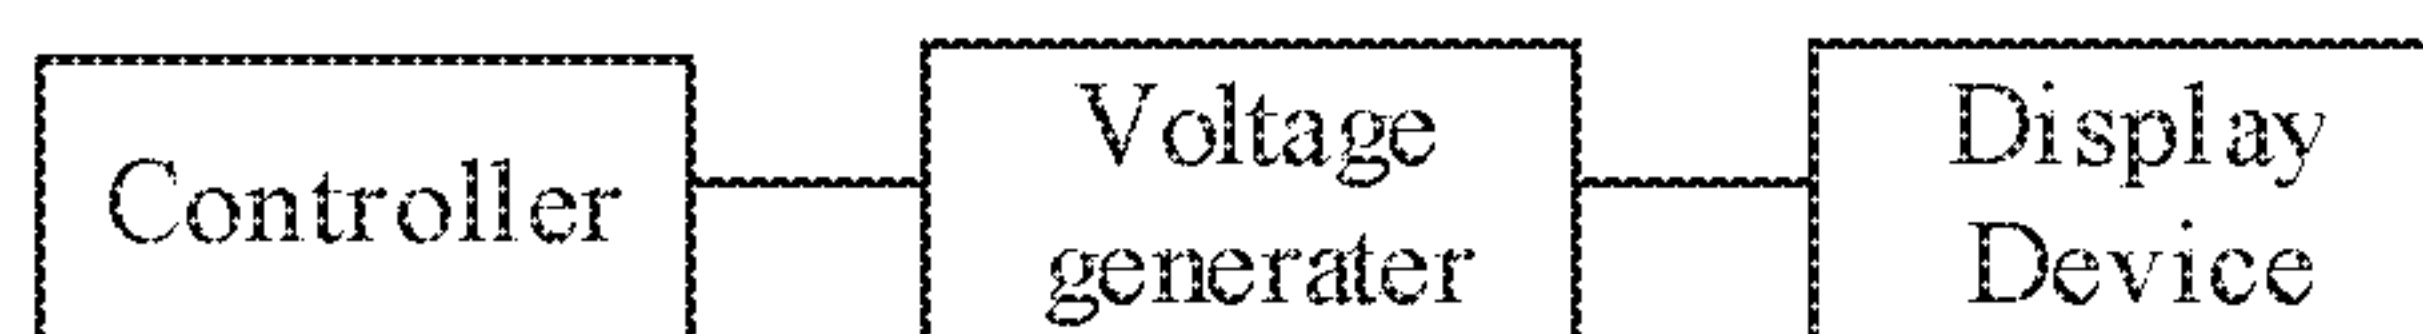 Controller
Voltage
generater
Display
Device